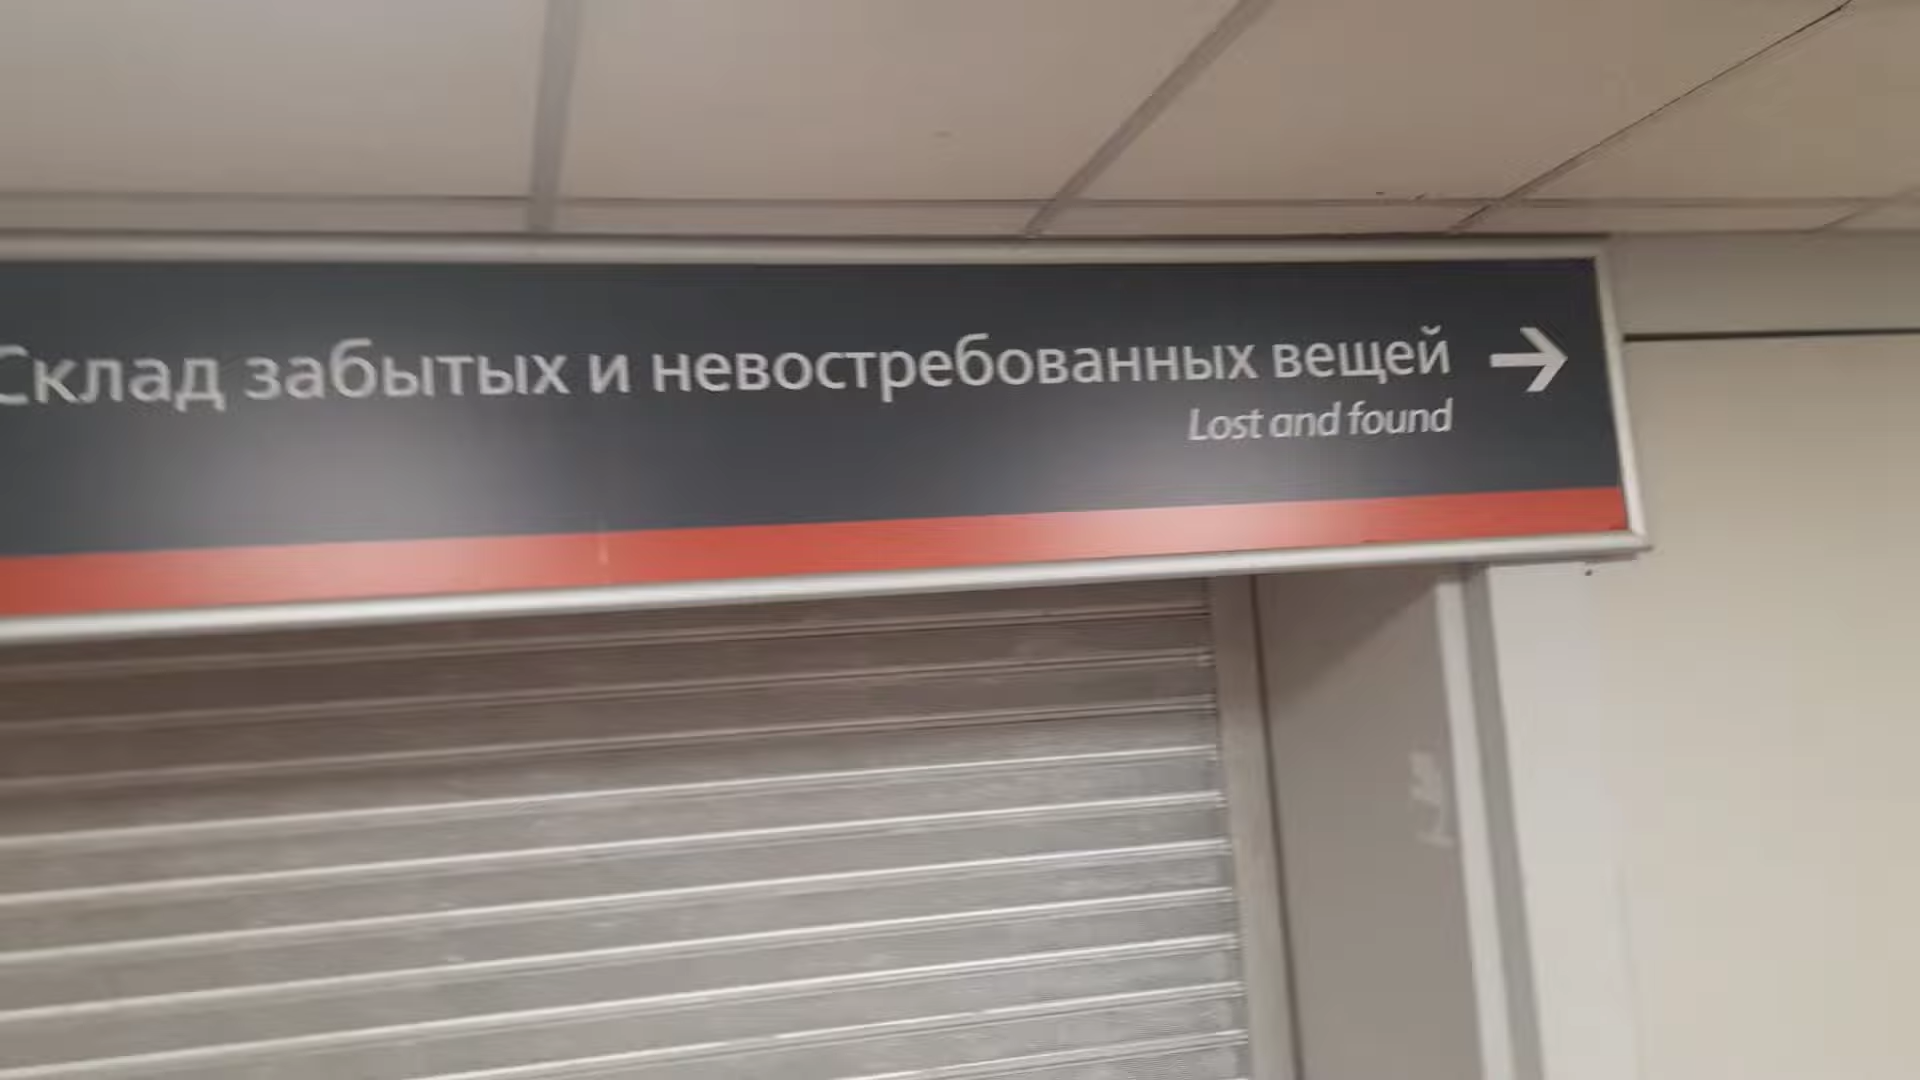 Склад забытых и невостребованных вещей →
Lost and found